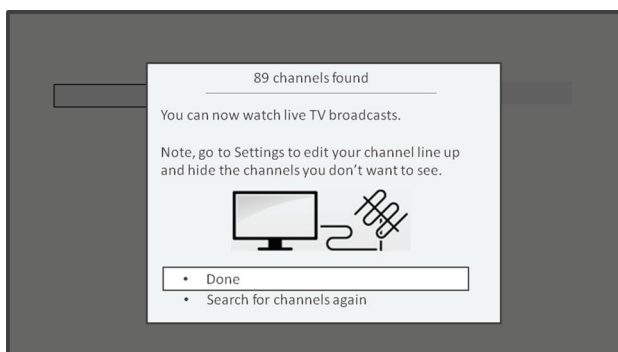 89 channels found
You can now watch live TV broadcasts.
Note, go to Settings to edit your channel line up
and hide the channels you don't want to see.
• Done
• Search for channels again